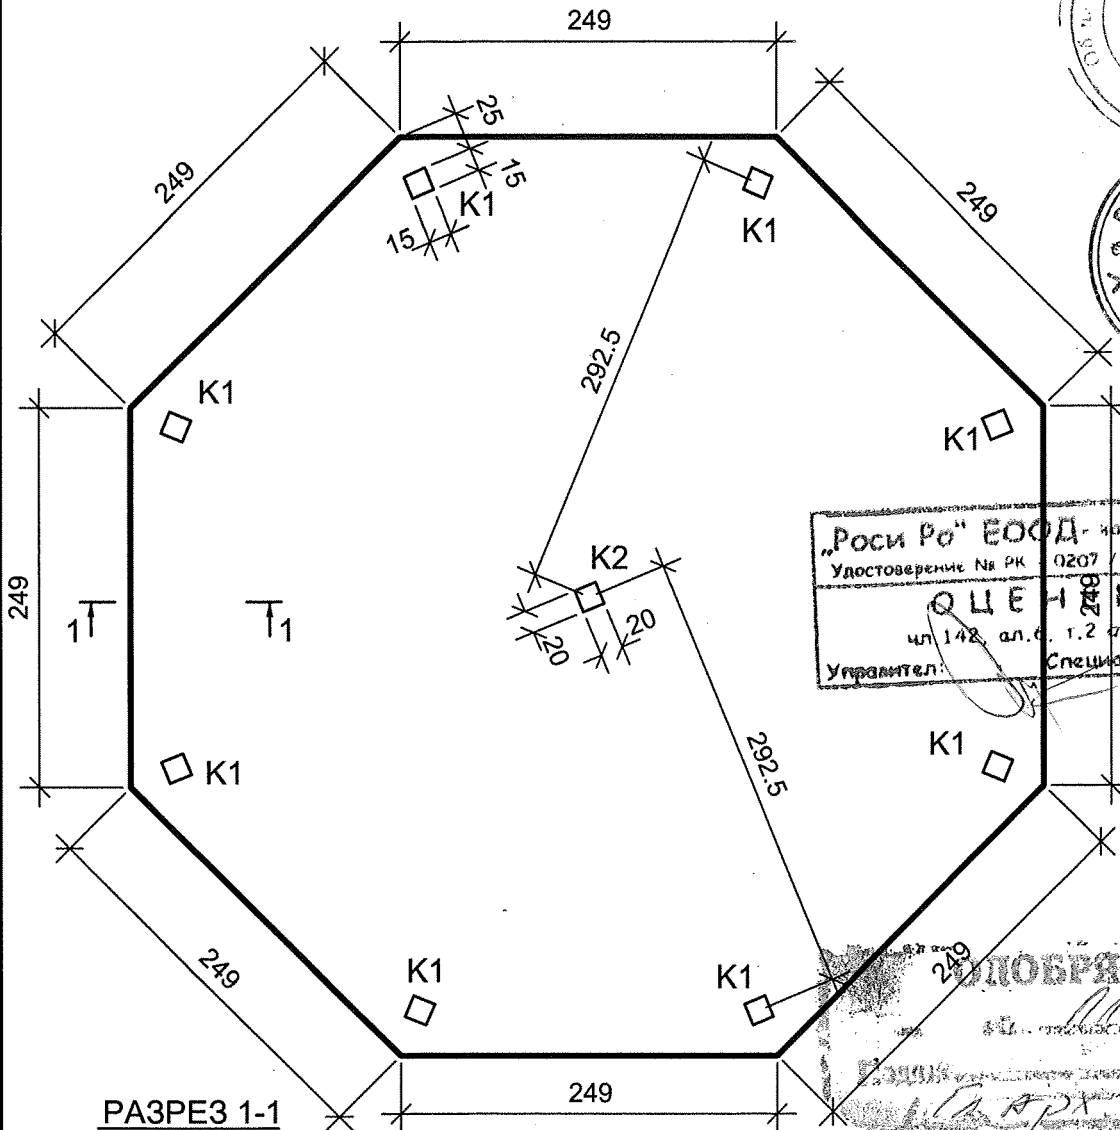 249
249
25
15
K1
15
K1
249
292.5
K1
K1
249
1
1
K2
20
20
249
„Роси Ро“ ЕООД-
Удостоверение № РК - 0207 /
О Ц Е Н
чл 142, ал.6, т.2
Управител:
292.5
K1
K1
K1
K1
249
249
ОДОБРЯ
249
РАЗРЕЗ 1-1